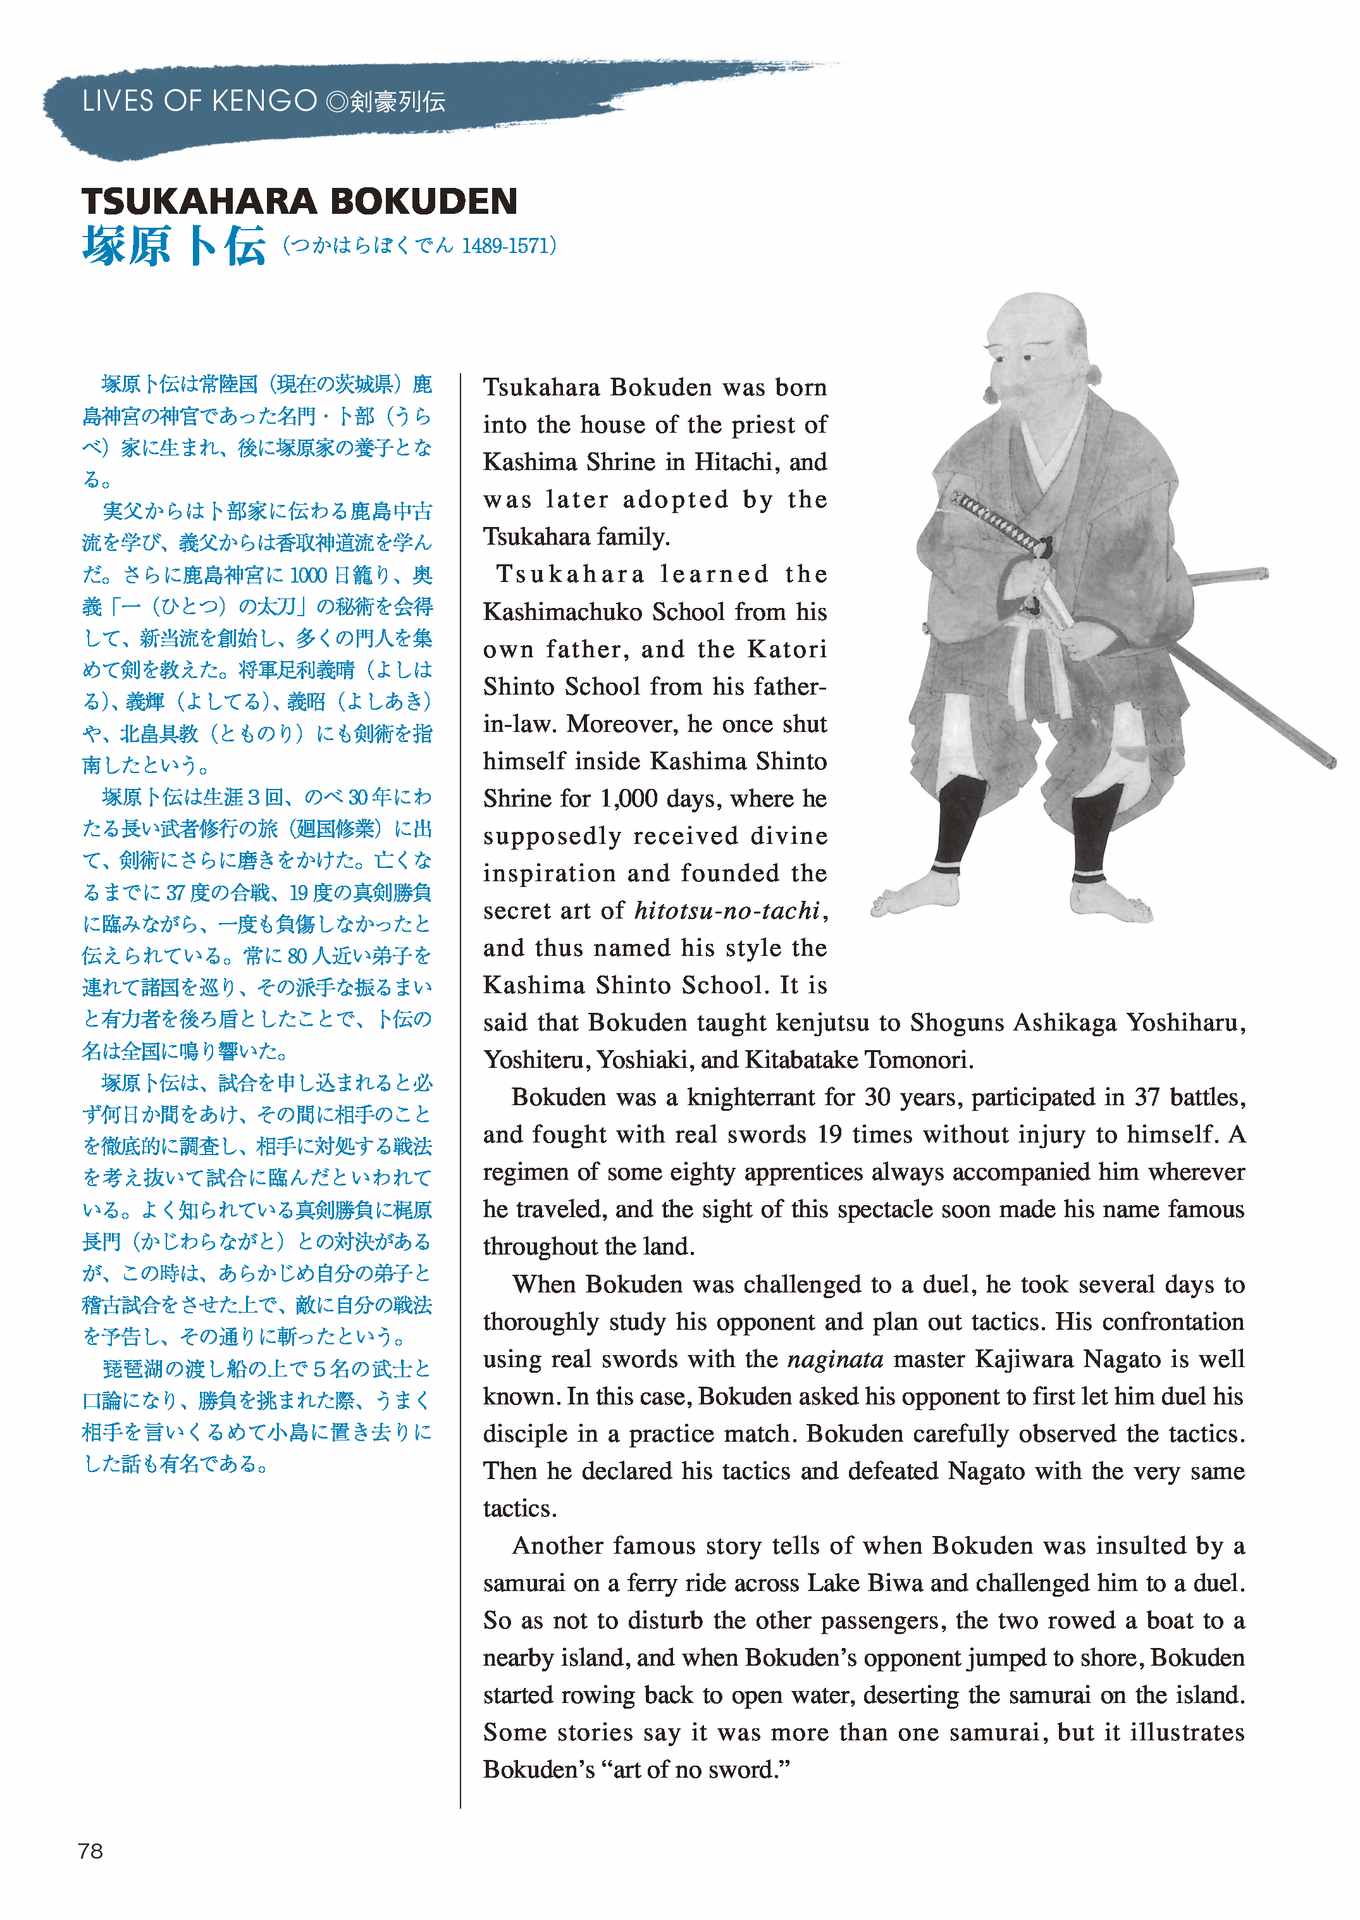 LIVES OF KENGO ◎剣豪列伝
TSUKAHARA BOKUDEN
塚原卜伝（つかはらぼくでん 1489-1571）
塚原卜伝は常陸国（現在の茨城県）鹿
島神宮の神官であった名門・卜部（うら
べ）家に生まれ、後に塚原家の養子とな
る。
実父からは卜部家に伝わる鹿島中古
流を学び、義父からは香取神道流を学ん
だ。さらに鹿島神宮に 1000 日籠り、奥
義「一（ひとつ）の太刀」の秘術を会得
して、新当流を創始し、多くの門人を集
めて剣を教えた。将軍足利義晴（よしは
る）、義輝（よしてる）、義昭（よしあき）
や、北畠具教（とものり）にも剣術を指
南したという。
塚原卜伝は生涯３回、のべ 30 年にわ
たる長い武者修行の旅（廻国修業）に出
て、剣術にさらに磨きをかけた。亡くな
るまでに 37 度の合戦、19 度の真剣勝負
に臨みながら、一度も負傷しなかったと
伝えられている。常に 80 人近い弟子を
連れて諸国を巡り、その派手な振るまい
と有力者を後ろ盾としたことで、卜伝の
名は全国に鳴り響いた。
塚原卜伝は、試合を申し込まれると必
ず何日か間をあけ、その間に相手のこと
を徹底的に調査し、相手に対処する戦法
を考え抜いて試合に臨んだといわれて
いる。よく知られている真剣勝負に梶原
長門（かじわらながと）との対決がある
が、この時は、あらかじめ自分の弟子と
稽古試合をさせた上で、敵に自分の戦法
を予告し、その通りに斬ったという。
琵琶湖の渡し船の上で５名の武士と
口論になり、勝負を挑まれた際、うまく
相手を言いくるめて小島に置き去りに
した話も有名である。
Tsukahara Bokuden was born
into the house of the priest of
Kashima Shrine in Hitachi, and
was later adopted by the
Tsukahara family.
Tsukahara learned the
Kashimachuko School from his
own father, and the Katori
Shinto School from his father-
in-law. Moreover, he once shut
himself inside Kashima Shinto
Shrine for 1,000 days, where he
supposedly received divine
inspiration and founded the
secret art of hitotsu-no-tachi,
and thus named his style the
Kashima Shinto School. It is
said that Bokuden taught kenjutsu to Shoguns Ashikaga Yoshiharu,
Yoshiteru, Yoshiaki, and Kitabatake Tomonori.
Bokuden was a knighterrant for 30 years, participated in 37 battles,
and fought with real swords 19 times without injury to himself. A
regimen of some eighty apprentices always accompanied him wherever
he traveled, and the sight of this spectacle soon made his name famous
throughout the land.
When Bokuden was challenged to a duel, he took several days to
thoroughly study his opponent and plan out tactics. His confrontation
using real swords with the naginata master Kajiwara Nagato is well
known. In this case, Bokuden asked his opponent to first let him duel his
disciple in a practice match. Bokuden carefully observed the tactics.
Then he declared his tactics and defeated Nagato with the very same
tactics.
Another famous story tells of when Bokuden was insulted by a
samurai on a ferry ride across Lake Biwa and challenged him to a duel.
So as not to disturb the other passengers, the two rowed a boat to a
nearby island, and when Bokuden’s opponent jumped to shore, Bokuden
started rowing back to open water, deserting the samurai on the island.
Some stories say it was more than one samurai, but it illustrates
Bokuden’s “art of no sword.”
78